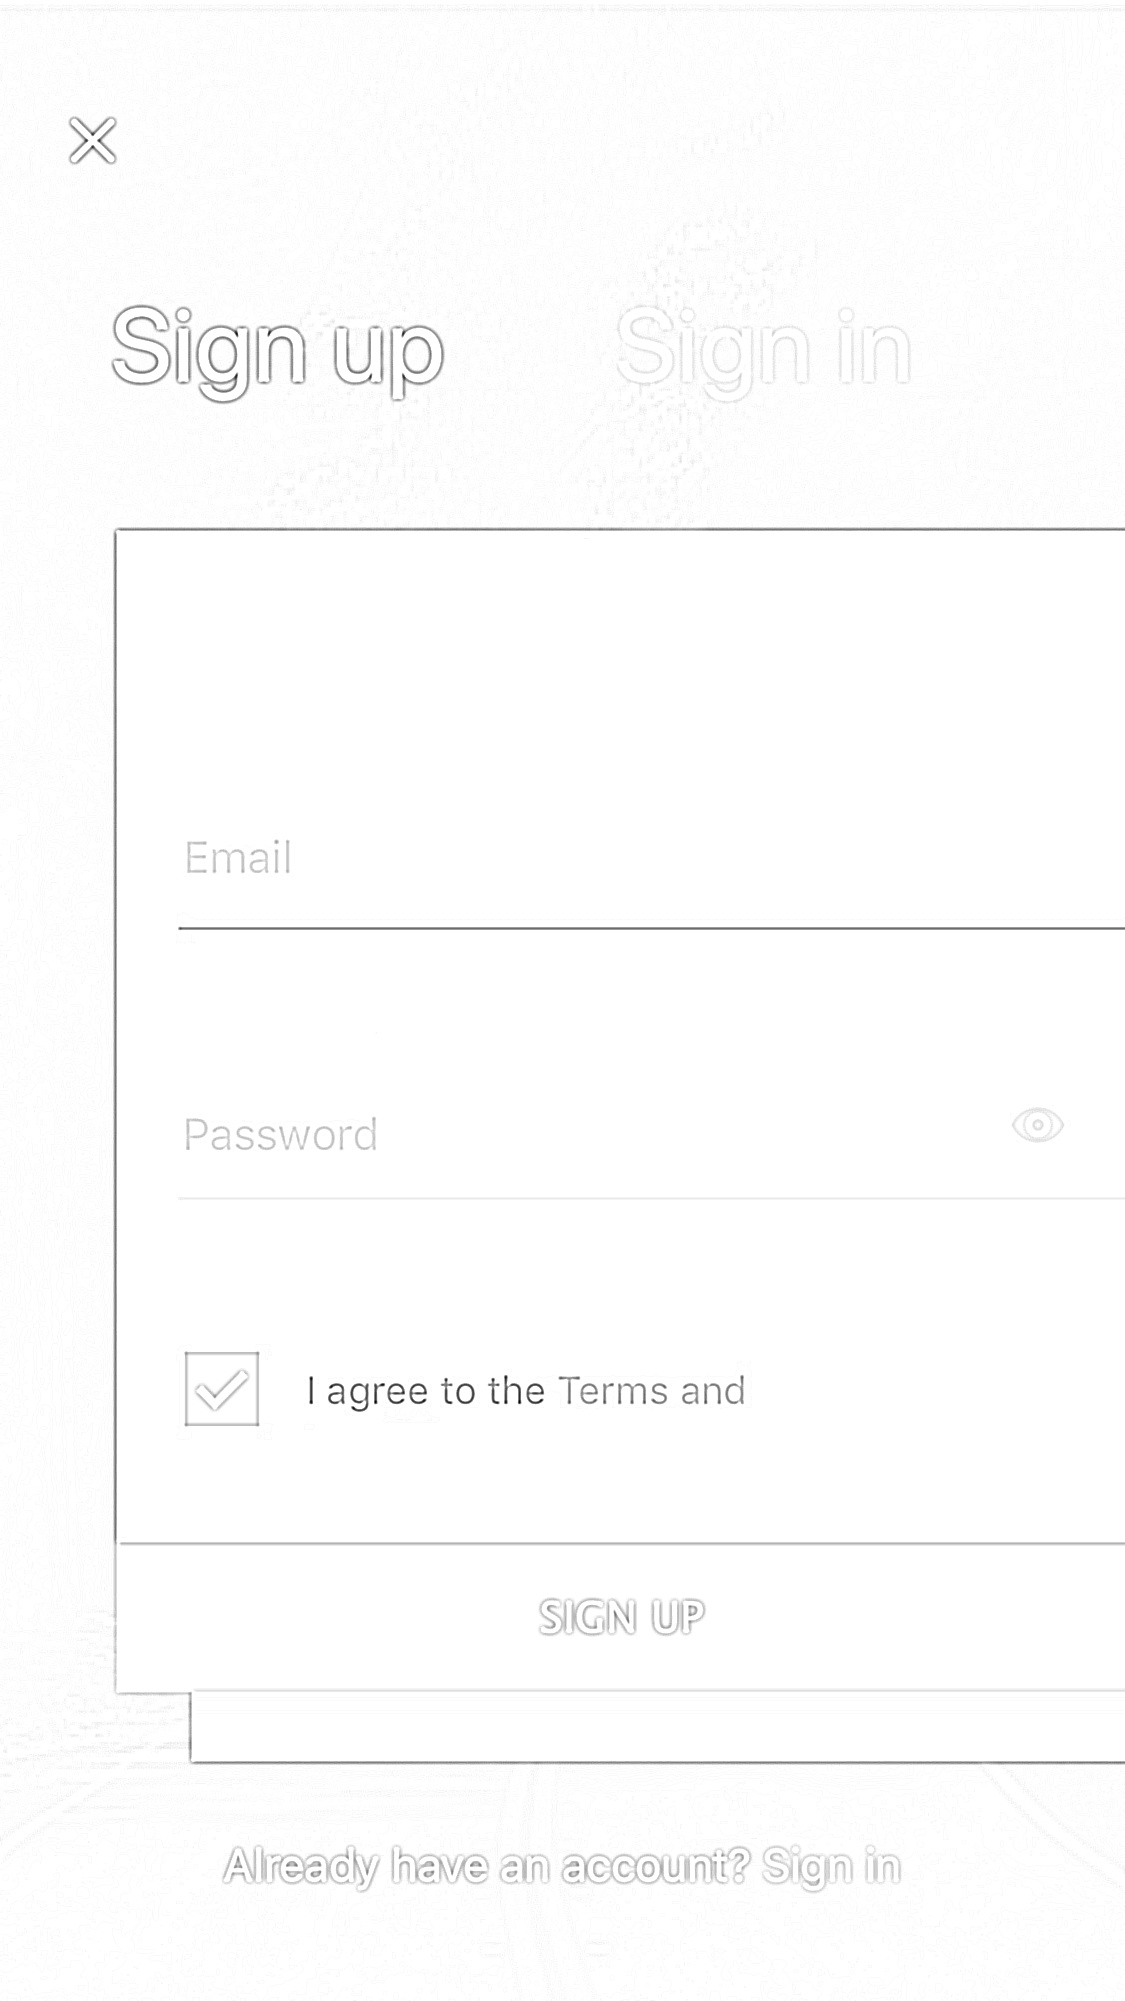 Sign up Sign in
Email
Password
I agree to the Terms and
SIGN UP
Already have an account? Sign in